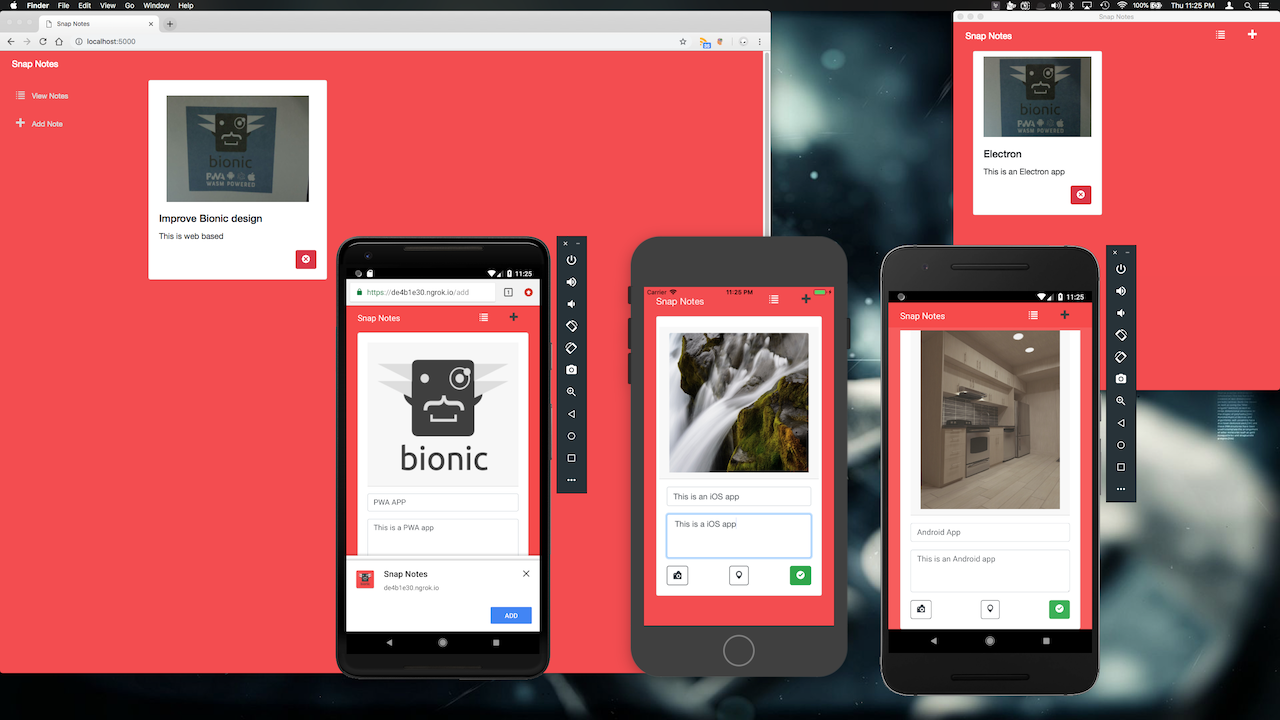 Finder File Edit View Go Window Help
100% Thu 11:25 PM
Snap Notes
localhost:5000
Snap Notes
View Notes
Add Note
bionic
PWA
WASM POWERED
Improve Bionic design
This is web based
Snap Notes
Snap Notes
bionic
PWA
WASM POWERED
Electron
This is an Electron app
11:25
https://de4b1e30.ngrok.io/add
1
Snap Notes
bionic
PWA APP
This is a PWA app
Snap Notes
de4b1e30.ngrok.io
ADD
Carrier 11:25 PM
Snap Notes
This is an iOS app
This is a iOS app
11:25
Snap Notes
Android App
This is an Android app